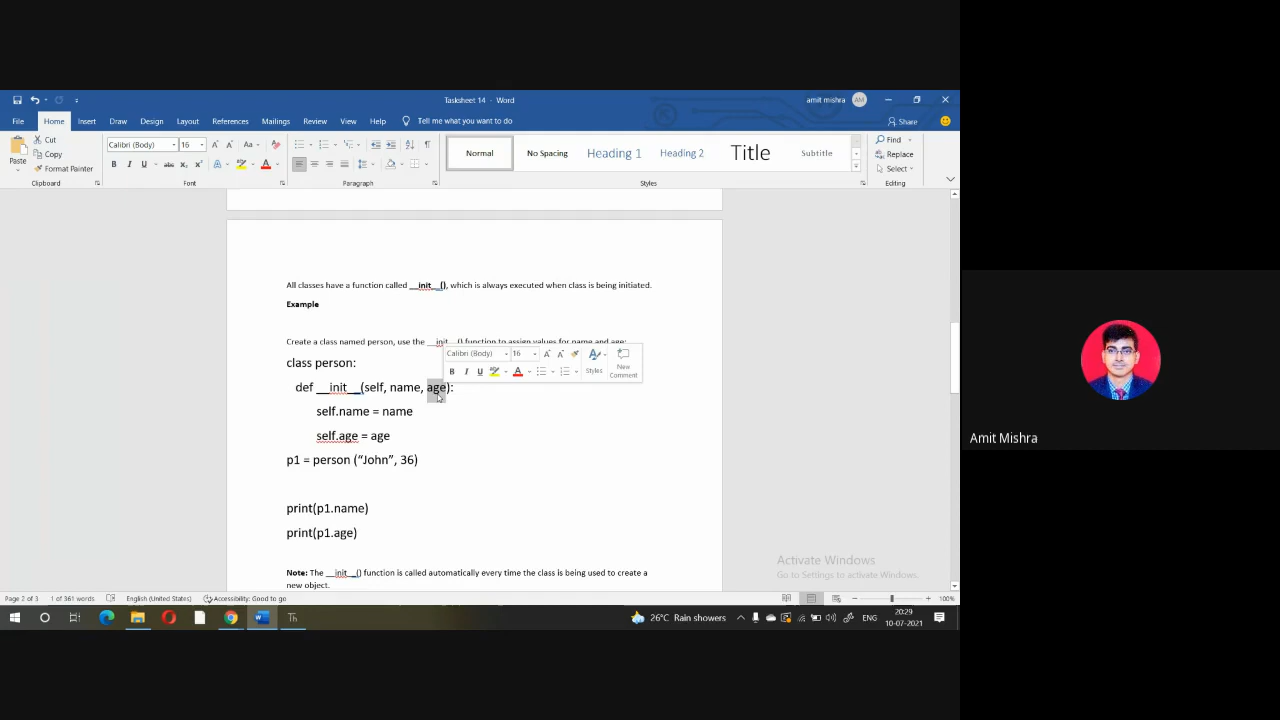 Tasksheet 14 - Word
amit mishra AM
File Home Insert Draw Design Layout References Mailings Review View Help Tell me what you want to do Share
Paste
Cut
Copy
Format Painter
Clipboard
Calibri (Body) 16
Font
Paragraph
Normal No Spacing Heading 1 Heading 2 Title Subtitle
Styles
Find
Replace
Select
Editing
All classes have a function called __init__(), which is always executed when class is being initiated.
Example
Create a class named person, use the __init__() function to assign values for name and age:
Calibri (Body) 16
Styles
New Comment
class person:
def __init__(self, name, age):
self.name = name
self.age = age
p1 = person (“John”, 36)
print(p1.name)
print(p1.age)
Note: The __init__() function is called automatically every time the class is being used to create a
new object.
Activate Windows
Go to Settings to activate Windows.
Page 2 of 3 1 of 361 words English (United States) Accessibility: Good to go 100%
26°C Rain showers ENG 20:29
10-07-2021
Amit Mishra